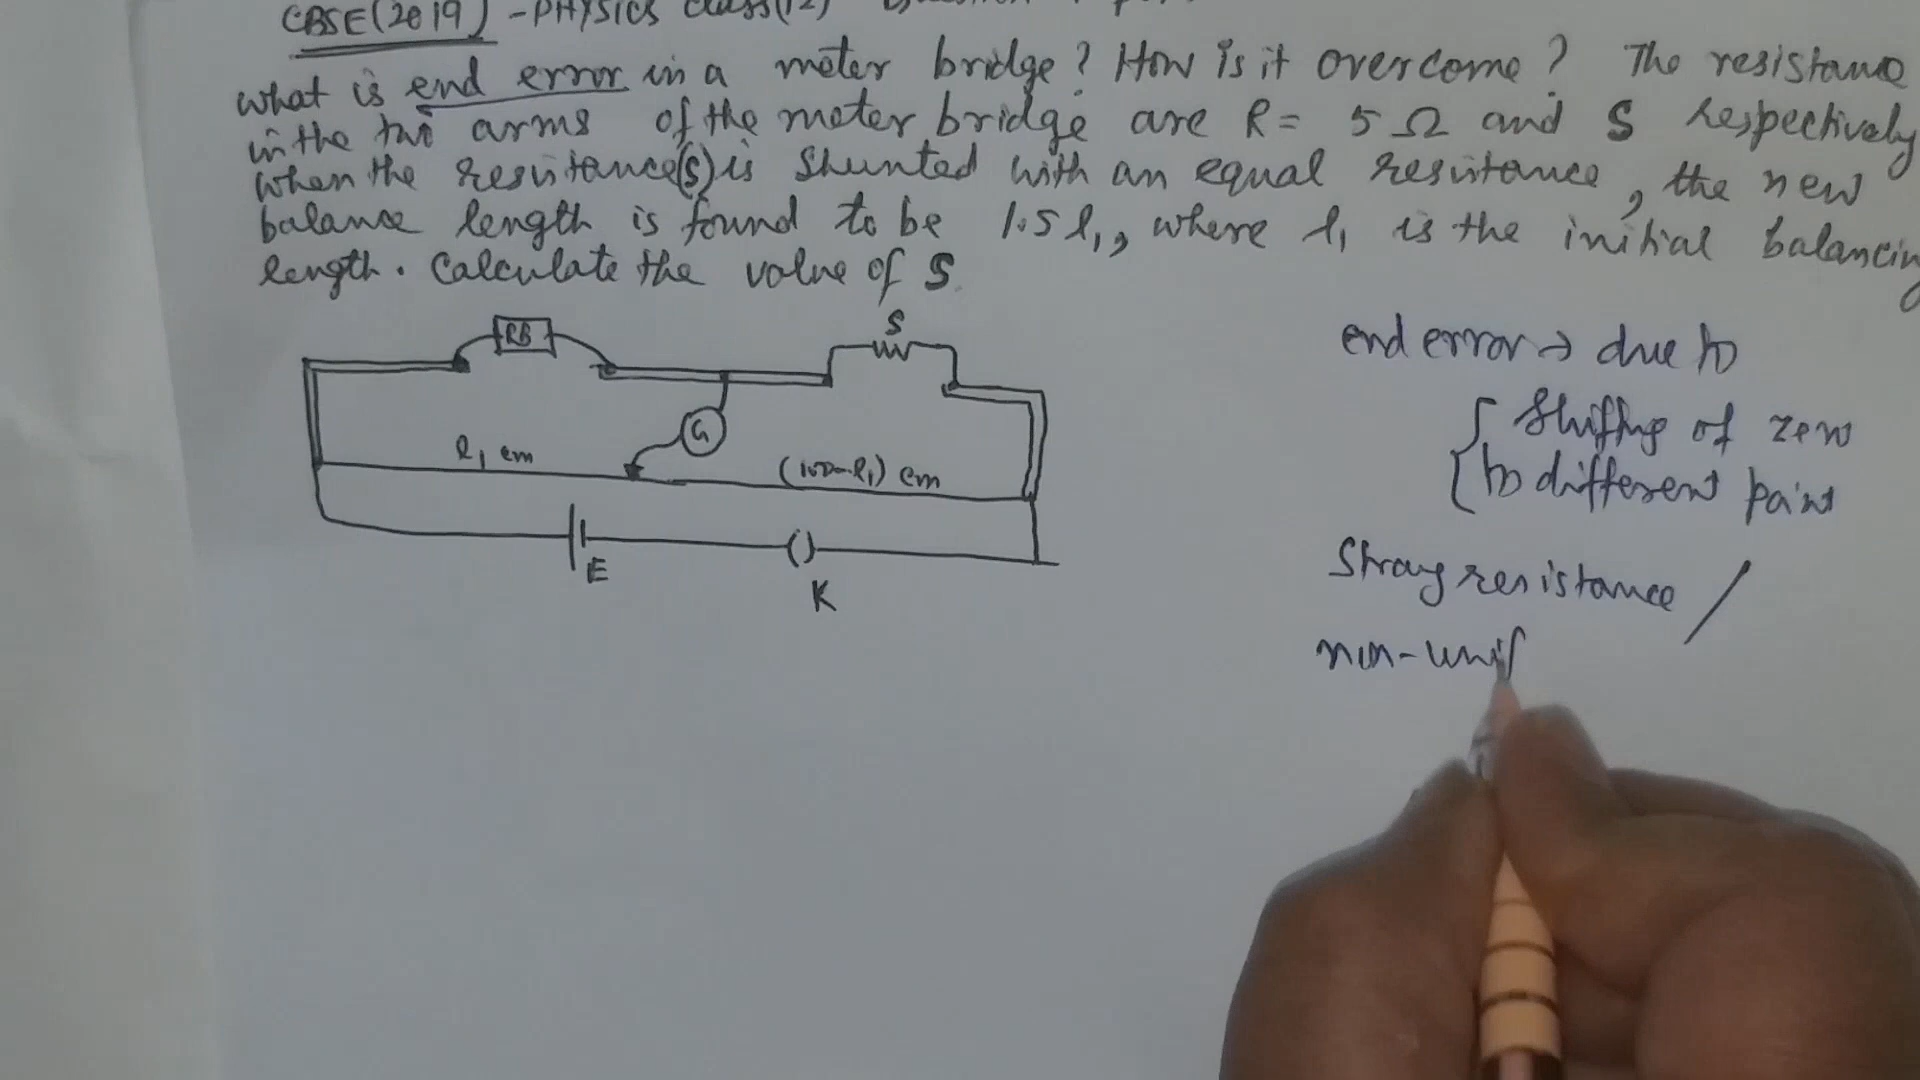 CBSE(2019) - PHYSICS class(12)
what is end error in a meter bridge? How is it overcome? The resistance
in the two arms of the meter bridge are R = 5 Ω and S respectively
when the resistance(s) is shunted with an equal resistance, the new
balance length is found to be 1.5 l₁, where l₁ is the initial balancing
length. Calculate the value of S.
RB
S
G
l₁ cm
(100-l₁) cm
E
K
end error → due to
shifting of zero
to different point
Stray resistance /
non-unif